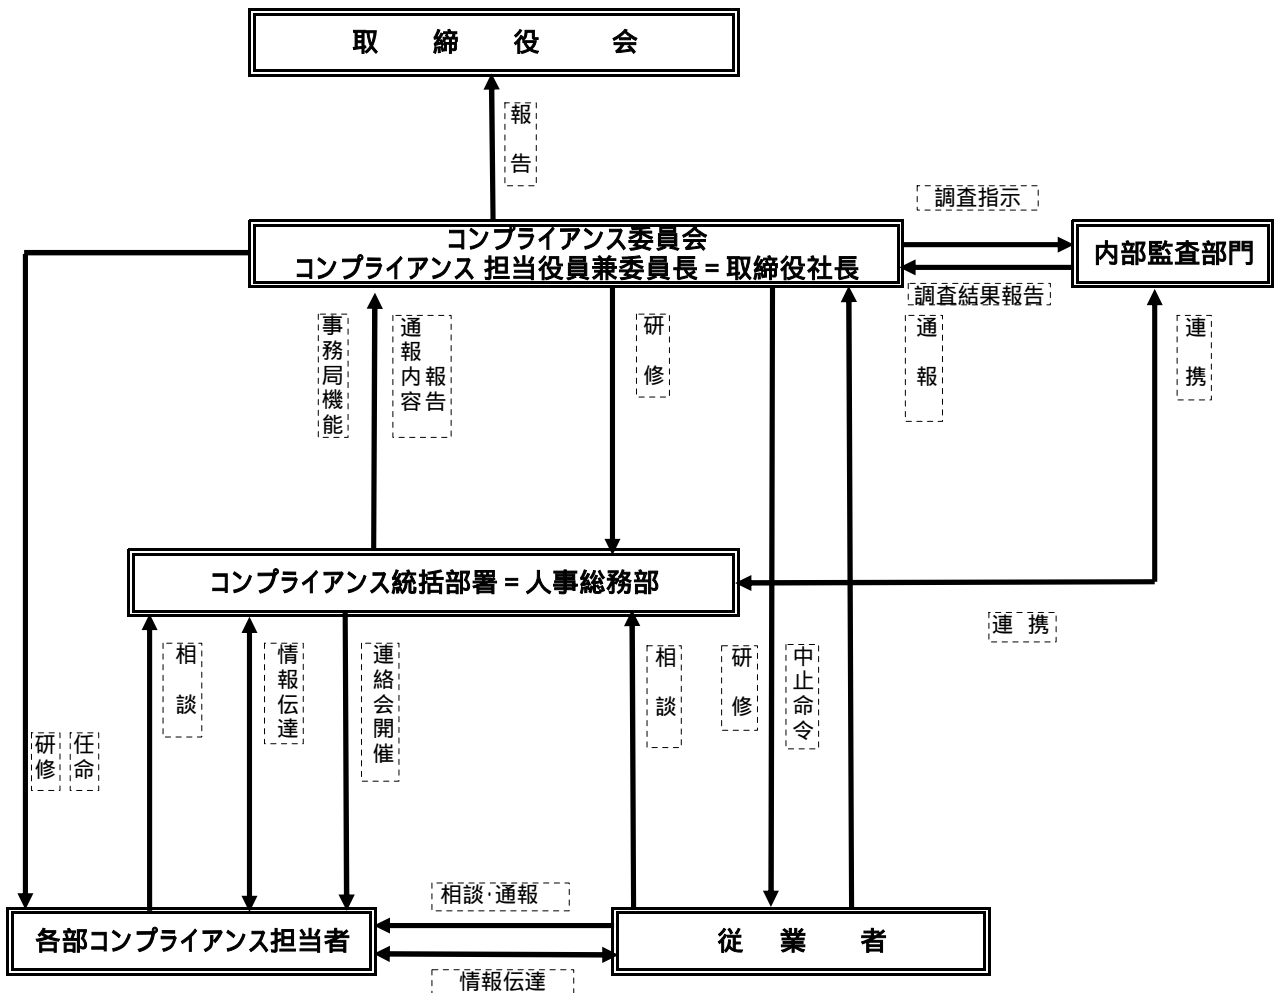 取締役会
報告
調査指示
コンプライアンス委員会
コンプライアンス 担当役員兼委員長＝取締役社長
内部監査部門
調査結果報告
事務局機能
通報内容
報告
研修
通報
連携
コンプライアンス統括部署＝人事総務部
連 携
相談
情報伝達
連絡会開催
相談
研修
中止命令
研修
任命
相談・通報
各部コンプライアンス担当者
従業者
情報伝達